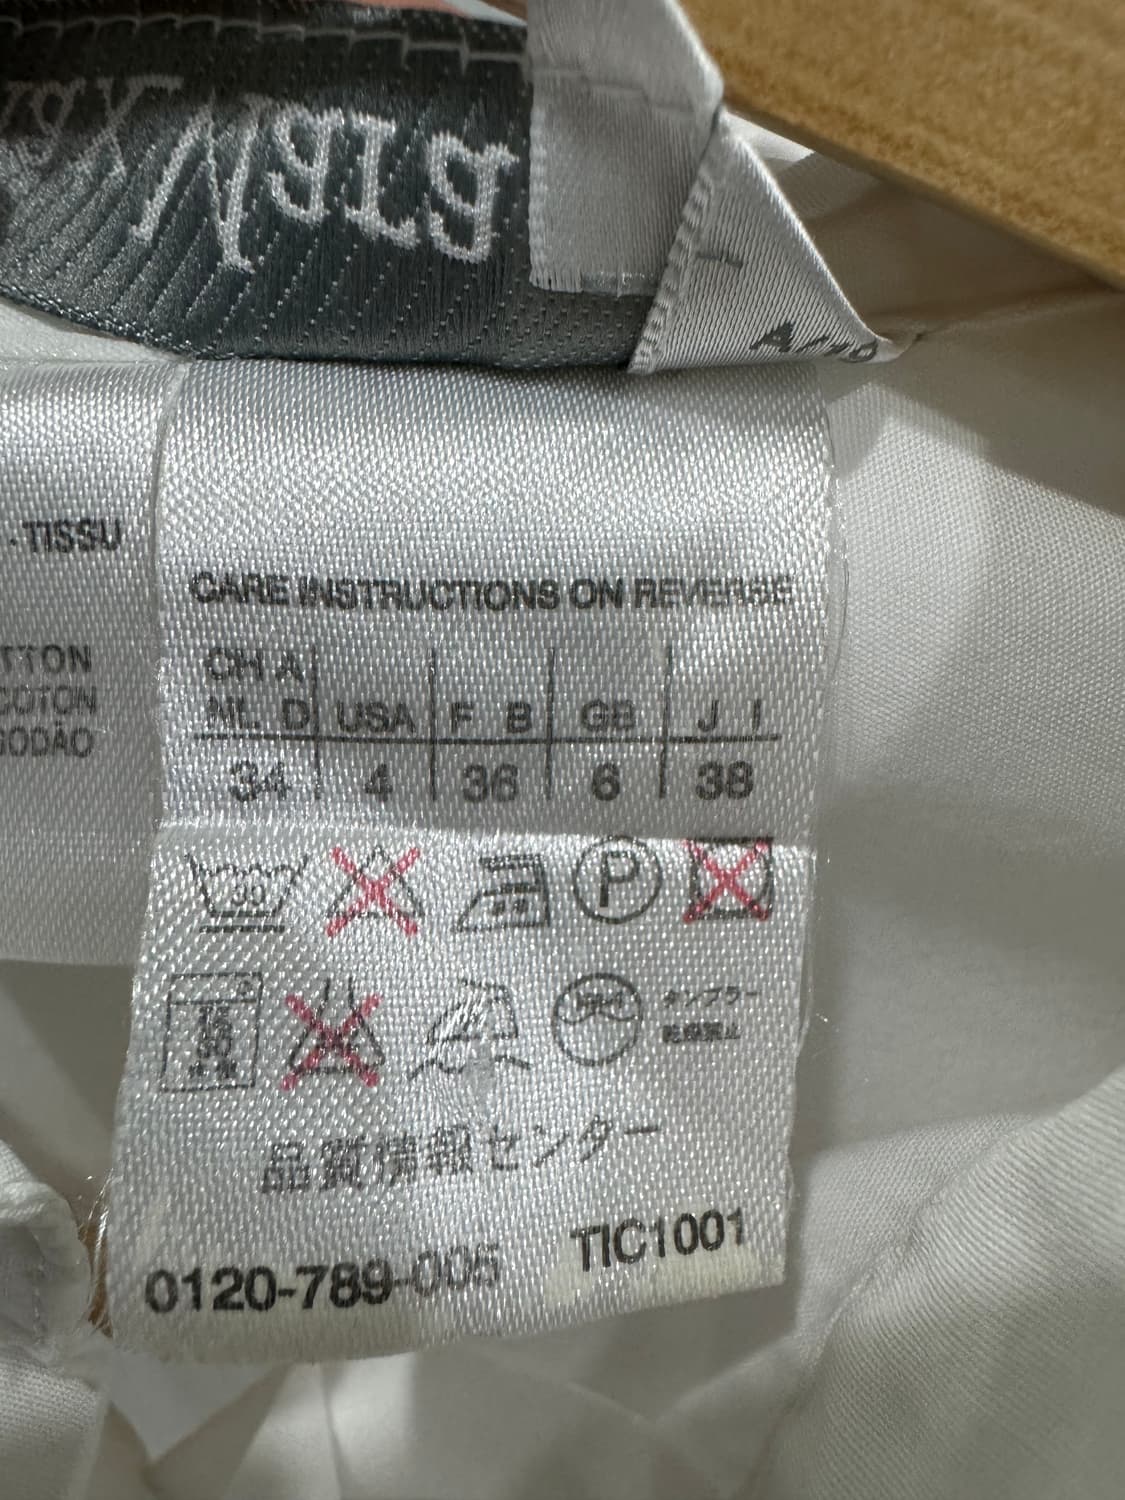 - TISSU
TTON
COTON
GODÃO
CARE INSTRUCTIONS ON REVERSE
CH A
NL D USA F B GB J I
34 4 36 6 38
30
P
タンブラー
乾燥禁止
品質情報センター
0120-789-005
TIC1001